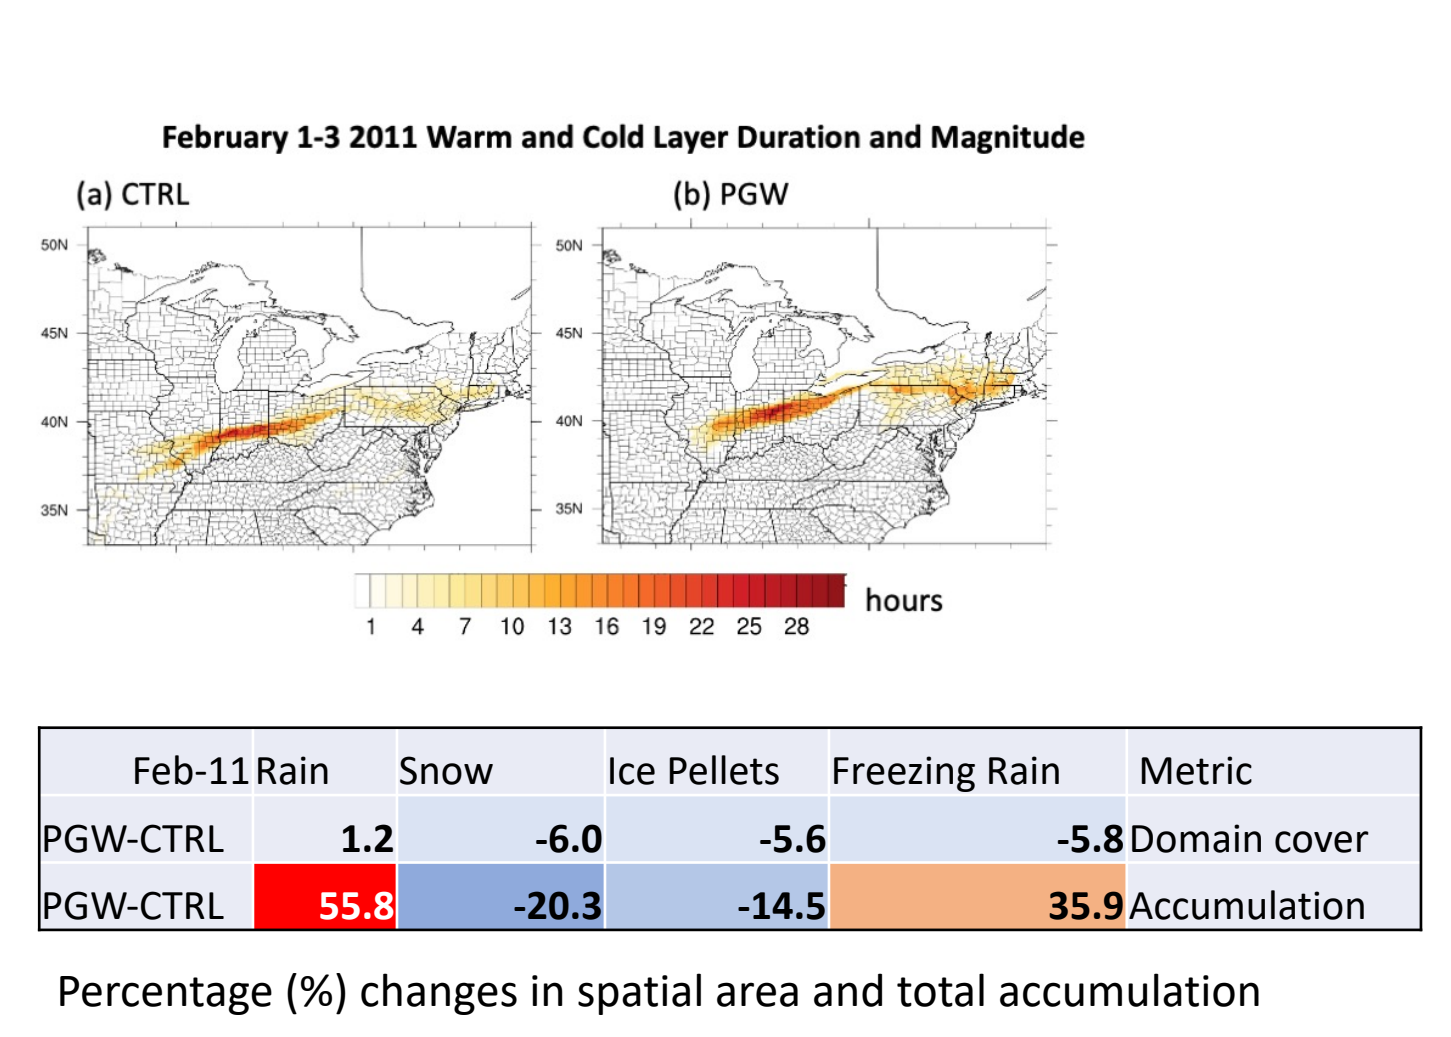 February 1-3 2011 Warm and Cold Layer Duration and Magnitude
(a) CTRL
(b) PGW
50N
45N
40N
35N
50N
45N
40N
35N
1 4 7 10 13 16 19 22 25 28
hours
Feb-11 Rain Snow Ice Pellets Freezing Rain Metric
PGW-CTRL 1.2 -6.0 -5.6 -5.8 Domain cover
PGW-CTRL 55.8 -20.3 -14.5 35.9 Accumulation
Percentage (%) changes in spatial area and total accumulation